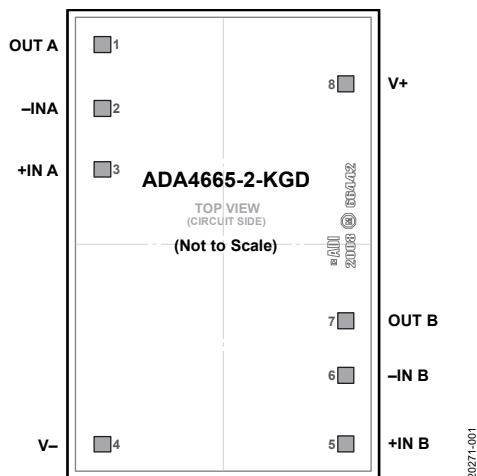 OUT A
1
8
V+
–INA
2
+IN A
3
ADA4665-2-KGD
TOP VIEW
(CIRCUIT SIDE)
(Not to Scale)
ADI
2008 Ⓜ 66442
7
OUT B
6
–IN B
V–
4
5
+IN B
20271-001